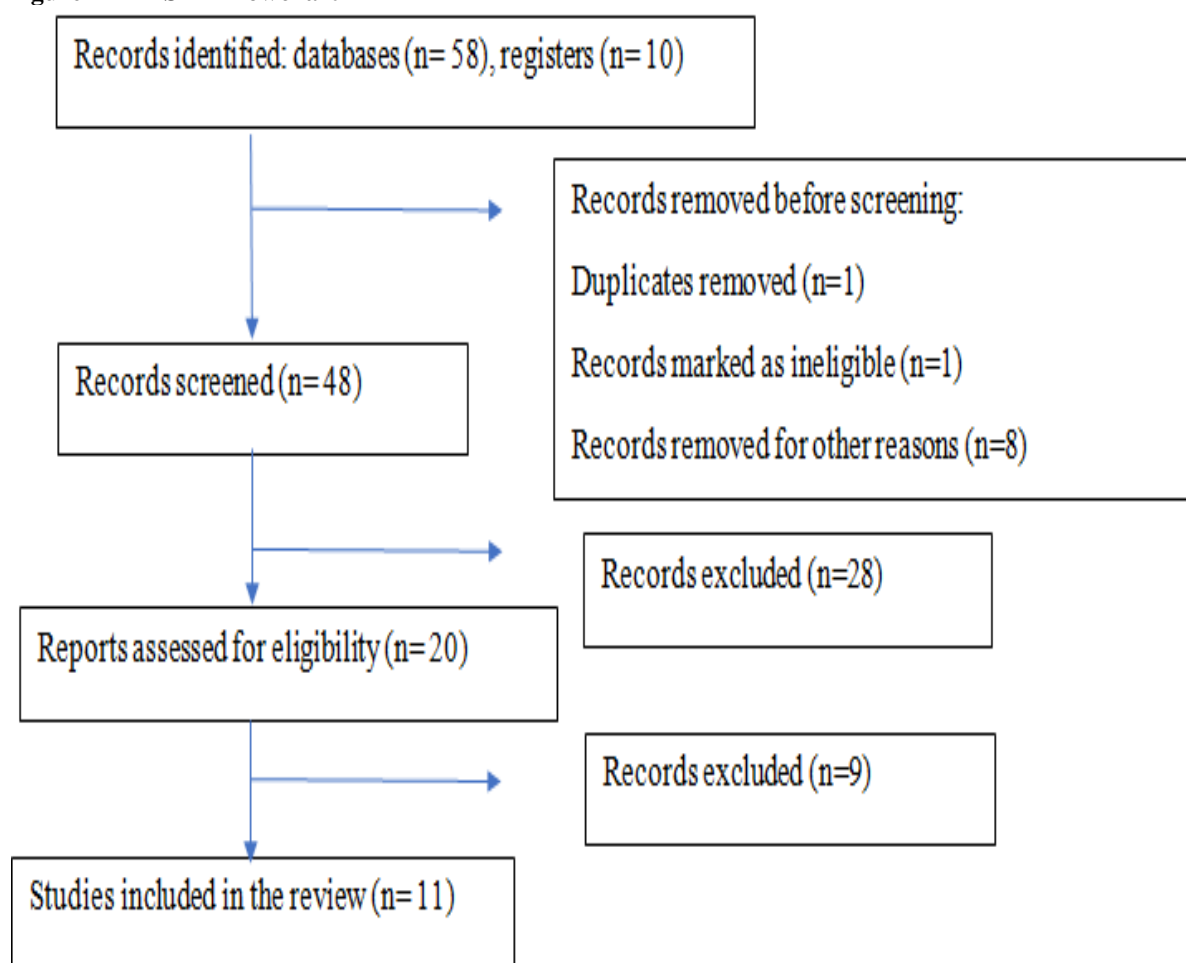 Records identified: databases (n= 58), registers (n= 10)
Records removed before screening:
Duplicates removed (n=1)
Records marked as ineligible (n=1)
Records removed for other reasons (n=8)
Records screened (n= 48)
Records excluded (n=28)
Reports assessed for eligibility (n= 20)
Records excluded (n=9)
Studies included in the review (n= 11)